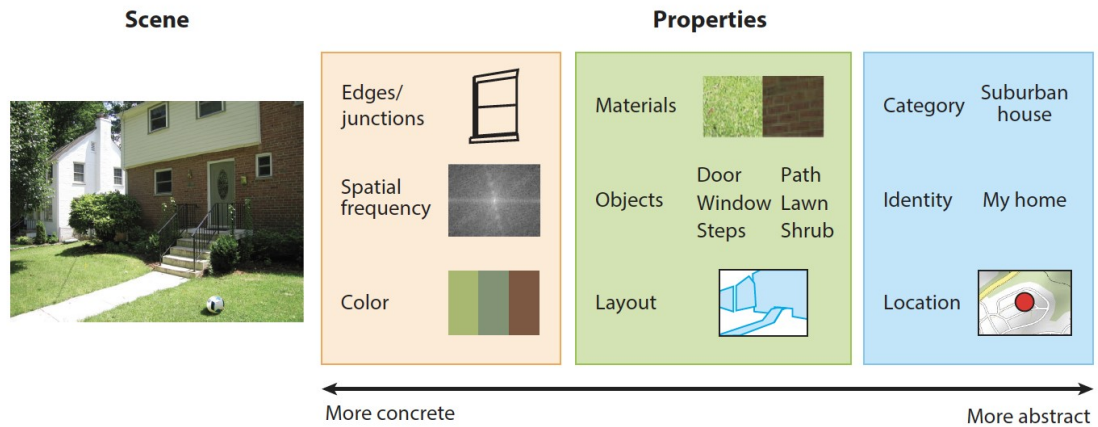 Scene
Properties
Edges/
junctions
Spatial
frequency
Color
Materials
Objects
Door Path
Window Lawn
Steps Shrub
Layout
Category
Suburban
house
Identity
My home
Location
More concrete
More abstract